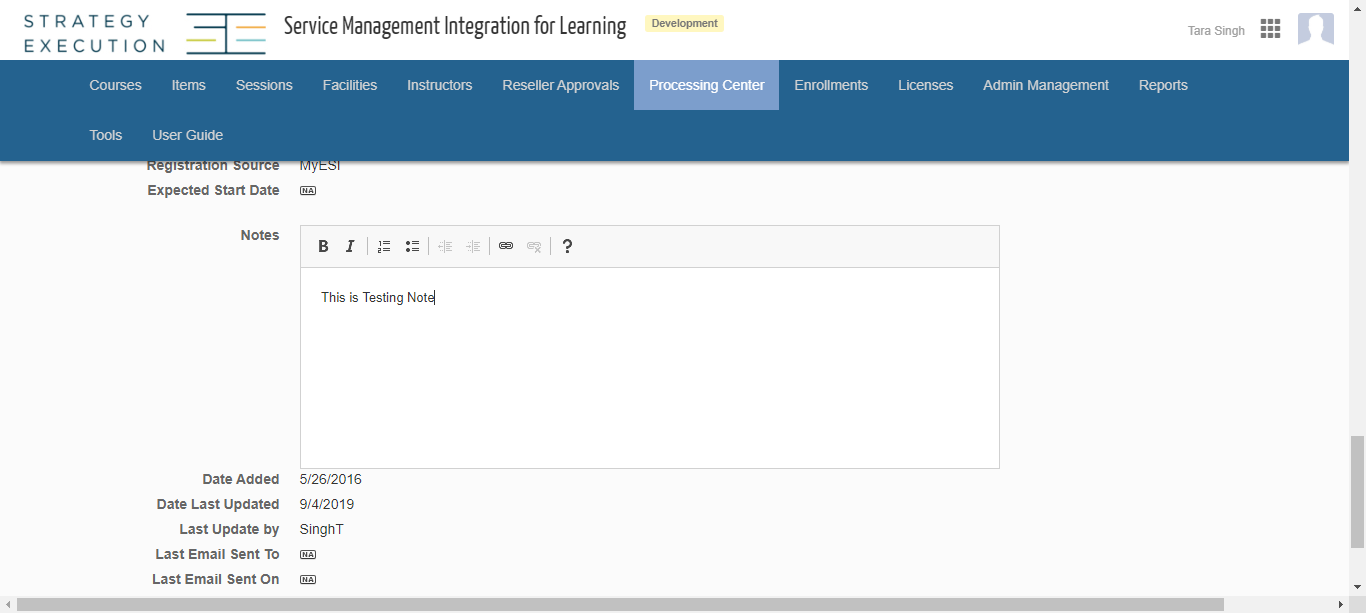 STRATEGY
EXECUTION
Service Management Integration for Learning
Development
Tara Singh
Courses Items Sessions Facilities Instructors Reseller Approvals Processing Center Enrollments Licenses Admin Management Reports
Tools User Guide
Registration Source MyESI
Expected Start Date NA
Notes
B I ?
This is Testing Note
Date Added 5/26/2016
Date Last Updated 9/4/2019
Last Update by SinghT
Last Email Sent To NA
Last Email Sent On NA